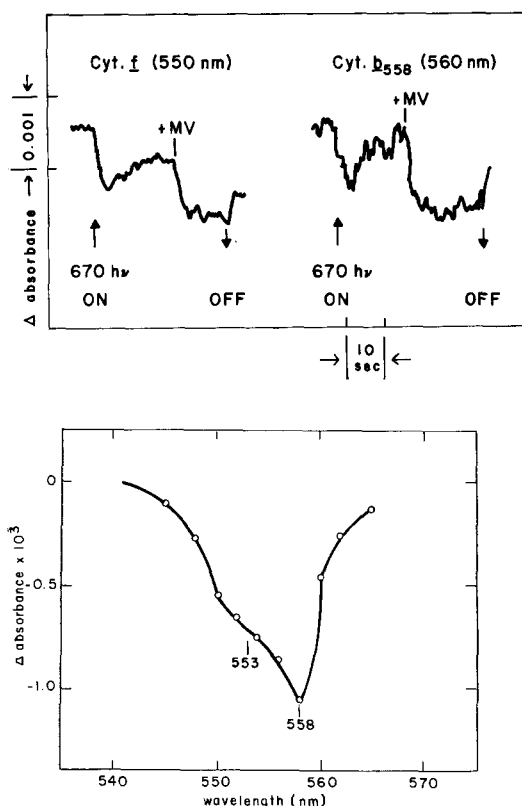 Cyt. f (550 nm)
Cyt. b558 (560 nm)
+MV
+MV
Δ absorbance
0.001
670 hν
ON
OFF
670 hν
ON
OFF
10
sec
0
-0.5
-1.0
Δ absorbance x 10³
553
558
540
550
560
570
wavelength (nm)